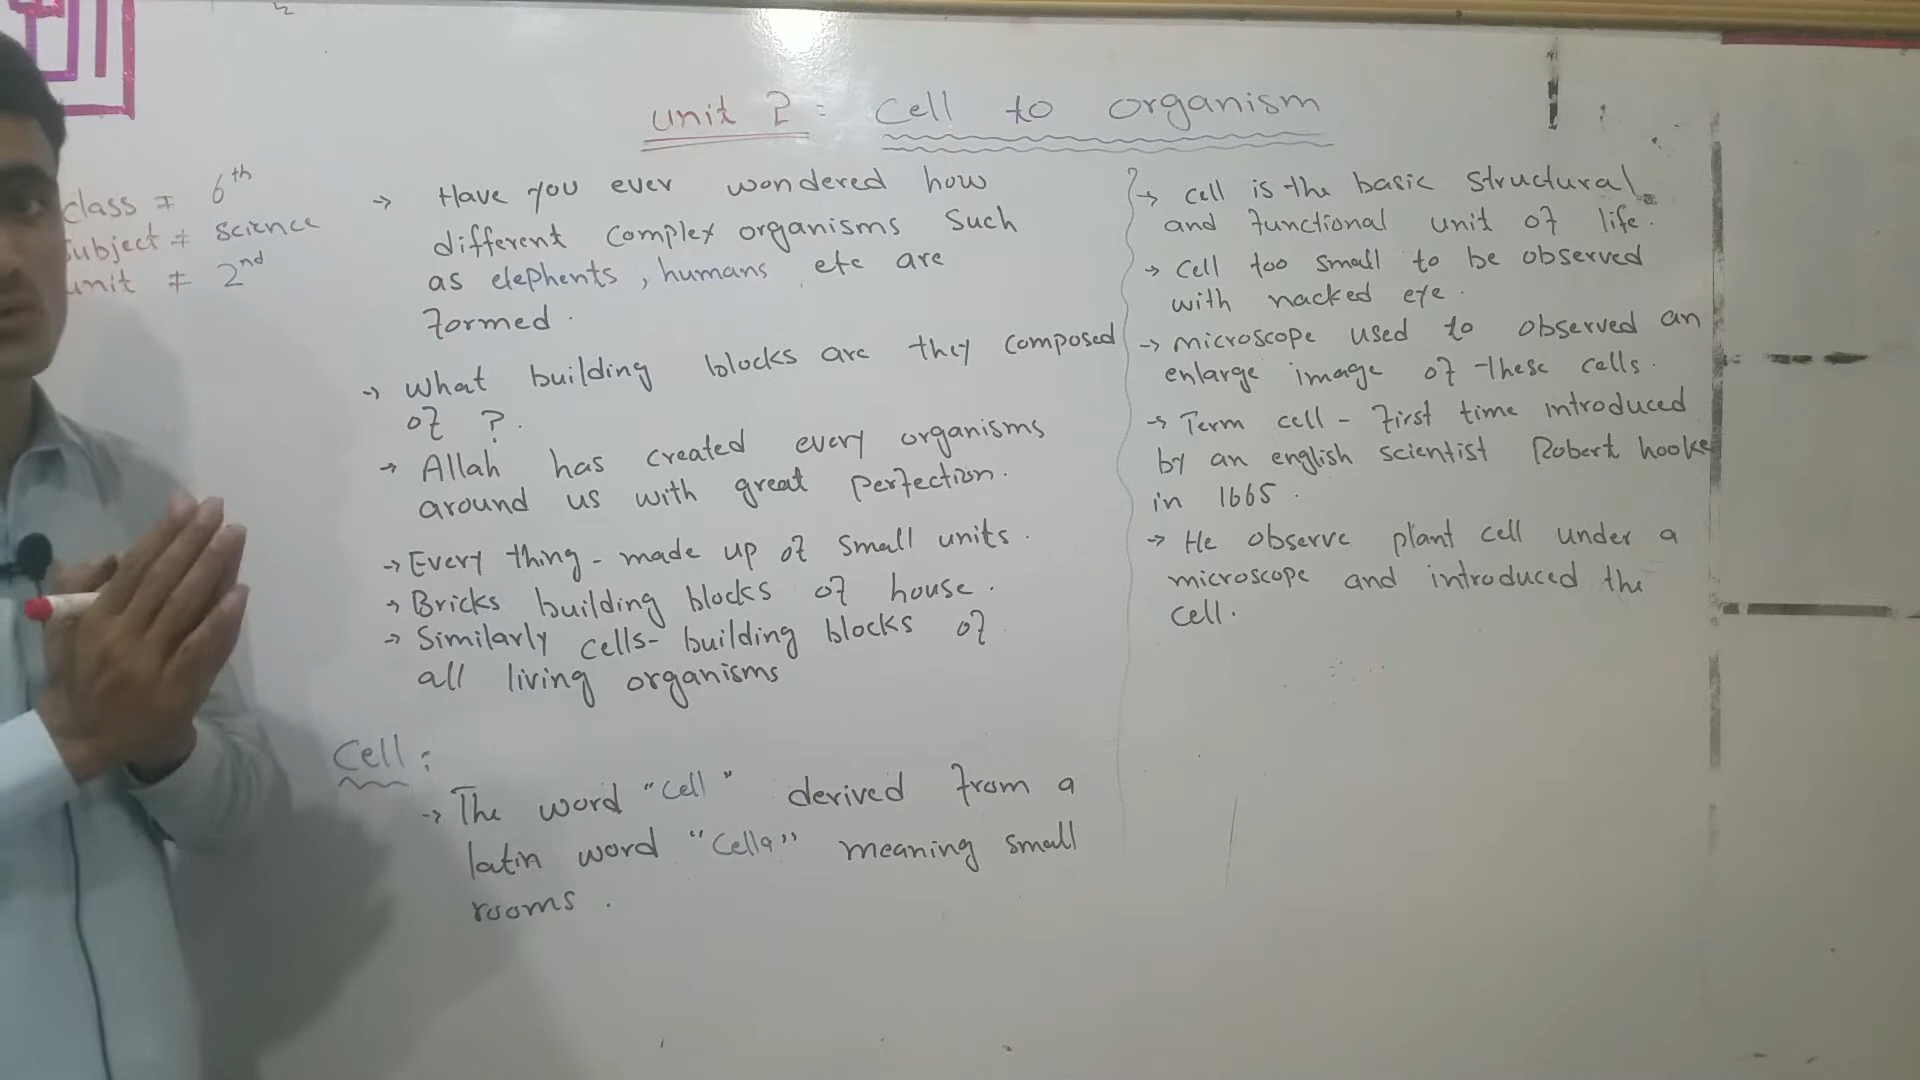 Unit 2: Cell to organism
class = 6th
Subject = Science
unit = 2nd
→ Have you ever wondered how
different complex organisms such
as elephents, humans etc are
formed.
→ What building blocks are they composed
of ?
→ Allah has created every organisms
around us with great perfection.
→ Every thing - made up of small units.
→ Bricks building blocks of house.
→ Similarly cells- building blocks of
all living organisms
Cell:
→ The word "cell" derived from a
latin word "Cella" meaning small
rooms.
→ cell is the basic structural
and functional unit of life.
→ Cell too small to be observed
with nacked eye.
→ microscope used to observed an
enlarge image of these cells.
→ Term cell - first time introduced
by an english scientist Robert hooke
in 1665.
→ He observe plant cell under a
microscope and introduced the
cell.